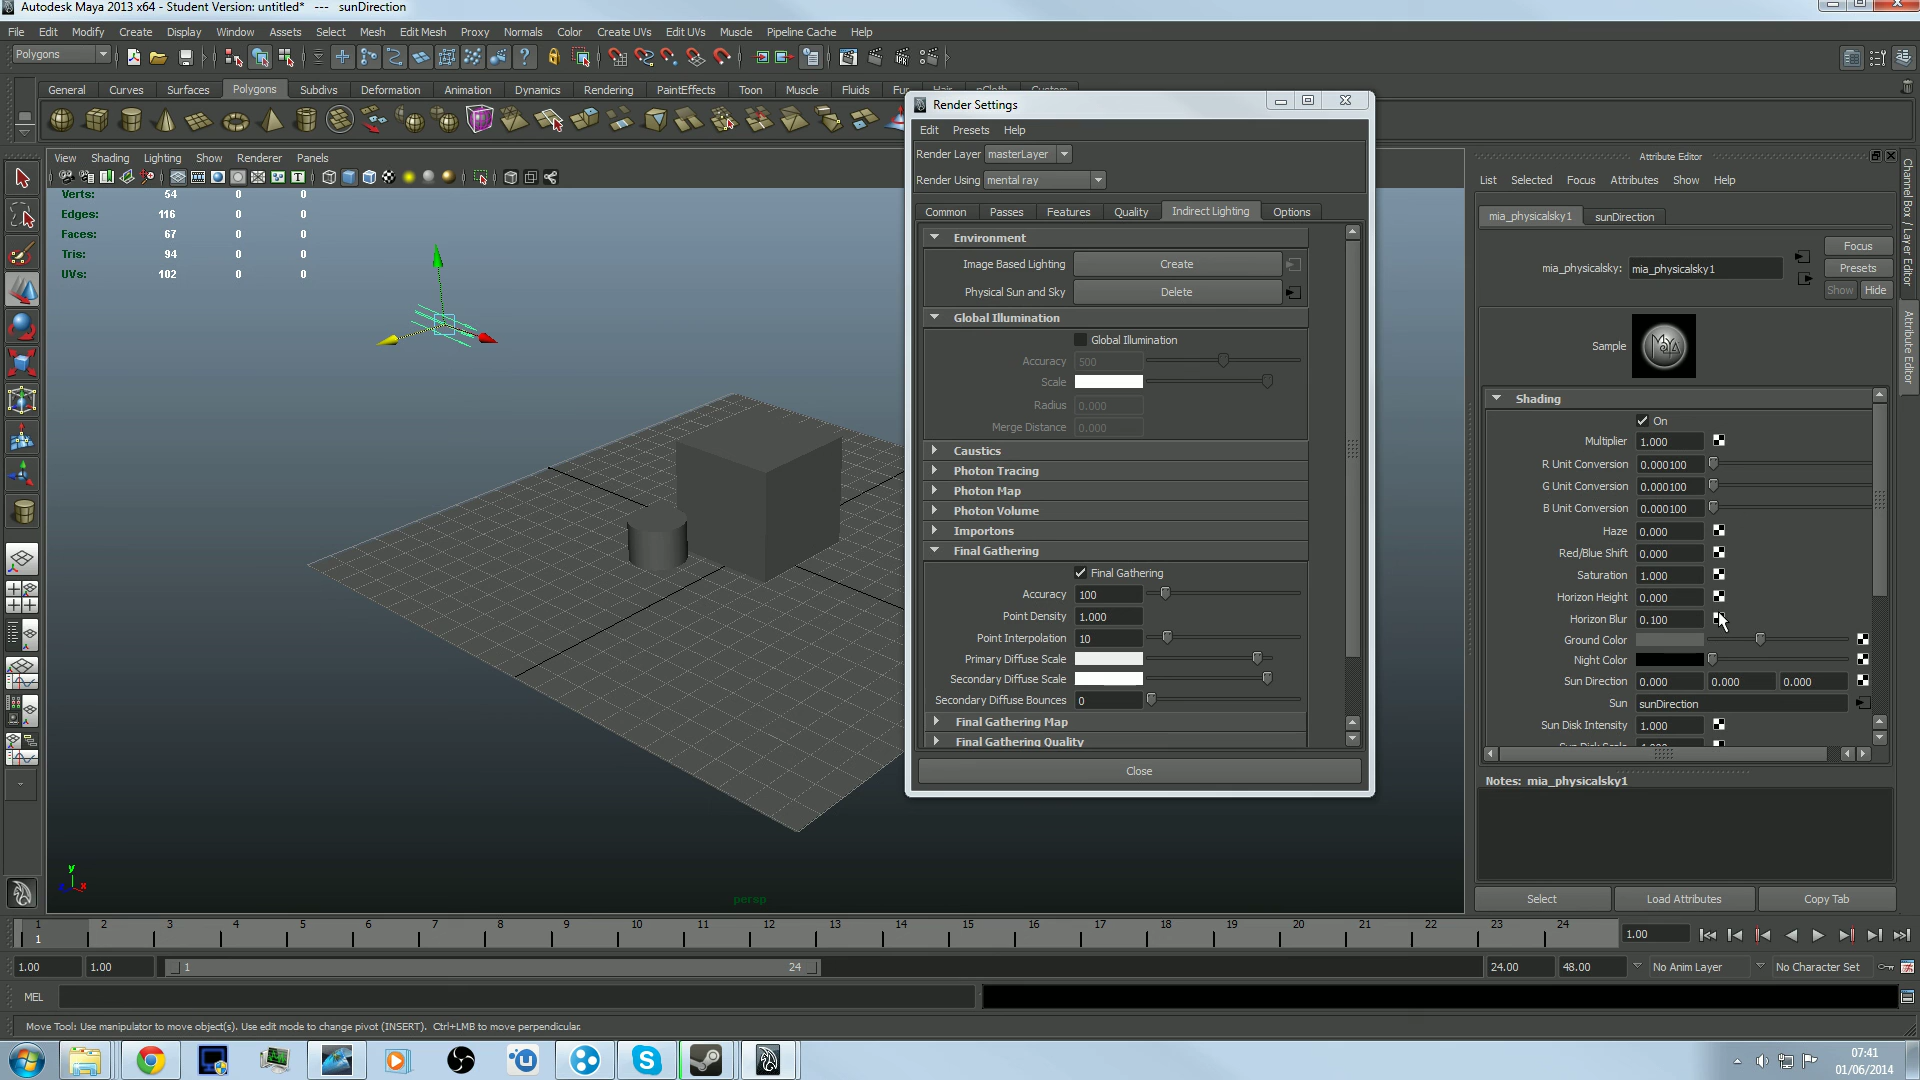 Autodesk Maya 2013 x64 - Student Version: untitled* --- sunDirection
File Edit Modify Create Display Window Assets Select Mesh Edit Mesh Proxy Normals Color Create UVs Edit UVs Muscle Pipeline Cache Help
Polygons
General Curves Surfaces Polygons Subdivs Deformation Animation Dynamics Rendering PaintEffects Toon Muscle Fluids Fur
View Shading Lighting Show Renderer Panels
Verts: 54 0 0
Edges: 116 0 0
Faces: 67 0 0
Tris: 94 0 0
UVs: 102 0 0
persp
y
x
Render Settings
Edit Presets Help
Render Layer masterLayer
Render Using mental ray
Common Passes Features Quality Indirect Lighting Options
Environment
Image Based Lighting Create
Physical Sun and Sky Delete
Global Illumination
Global Illumination
Accuracy 500
Scale
Radius 0.000
Merge Distance 0.000
Caustics
Photon Tracing
Photon Map
Photon Volume
Importons
Final Gathering
Final Gathering
Accuracy 100
Point Density 1.000
Point Interpolation 10
Primary Diffuse Scale
Secondary Diffuse Scale
Secondary Diffuse Bounces 0
Final Gathering Map
Final Gathering Quality
Close
Attribute Editor
List Selected Focus Attributes Show Help
mia_physicalsky1 sunDirection
Focus
mia_physicalsky: mia_physicalsky1
Presets
Show Hide
Sample
MAYA
Shading
On
Multiplier 1.000
R Unit Conversion 0.000100
G Unit Conversion 0.000100
B Unit Conversion 0.000100
Haze 0.000
Red/Blue Shift 0.000
Saturation 1.000
Horizon Height 0.000
Horizon Blur 0.100
Ground Color
Night Color
Sun Direction 0.000 0.000 0.000
Sun sunDirection
Sun Disk Intensity 1.000
Notes: mia_physicalsky1
Select Load Attributes Copy Tab
Channel Box / Layer Editor
Attribute Editor
1 2 3 4 5 6 7 8 9 10 11 12 13 14 15 16 17 18 19 20 21 22 23 24
1
1.00
1.00 1.00 1 24 24.00 48.00 No Anim Layer No Character Set
MEL
Move Tool: Use manipulator to move object(s). Use edit mode to change pivot (INSERT). Ctrl+LMB to move perpendicular.
07:41
01/06/2014